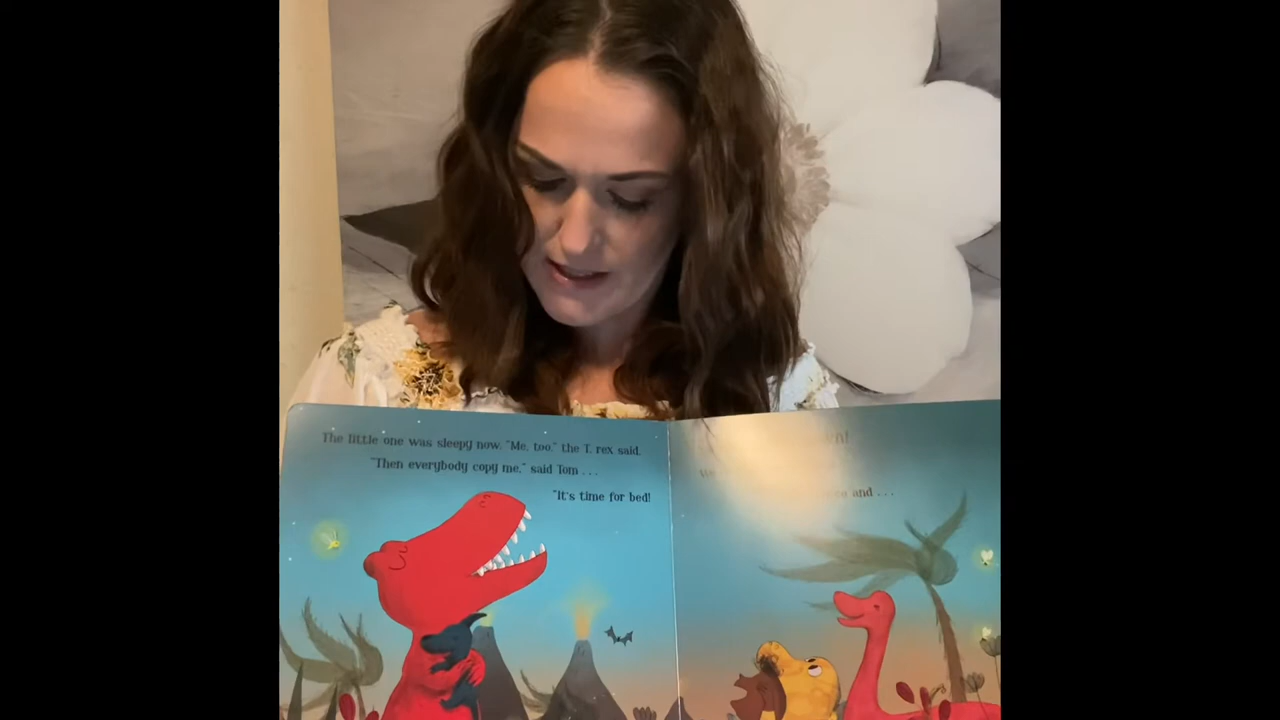 The little one was sleepy now. "Me, too," the T. rex said.
"Then everybody copy me," said Tom . . .
"It's time for bed!
and . . .